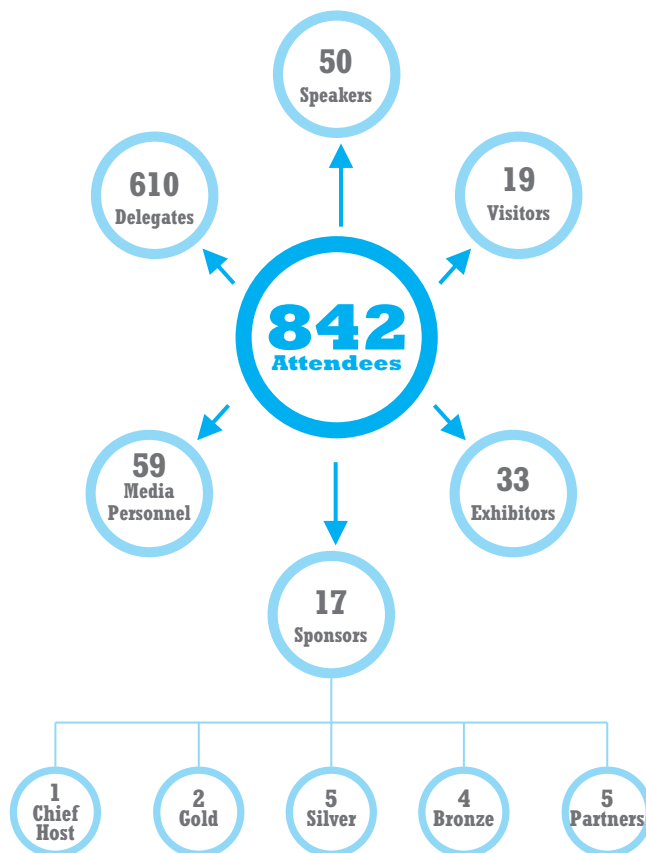 50
Speakers
610
Delegates
19
Visitors
842
Attendees
59
Media
Personnel
33
Exhibitors
17
Sponsors
1
Chief
Host
2
Gold
5
Silver
4
Bronze
5
Partners